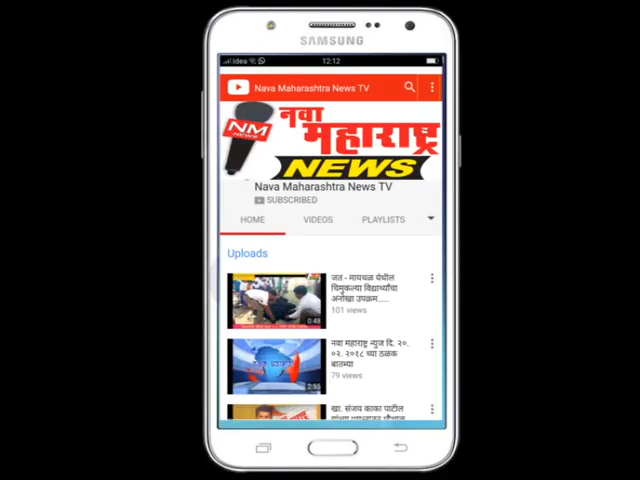 SAMSUNG
Idea
12:12
Nava Maharashtra News TV
NM
NEWS
नवा
महाराष्ट्र
NEWS
Nava Maharashtra News TV
SUBSCRIBED
HOME VIDEOS PLAYLISTS
Uploads
जत - मायथळ येथील
चिमुकल्या विद्यार्थ्यांचा
अनोखा उपक्रम.....
101 views
0:48
नवा महाराष्ट्र न्युज दि. २०.
०२. २०१८ च्या ठळक
बातम्या
79 views
2:55
खा. संजय काका पाटील